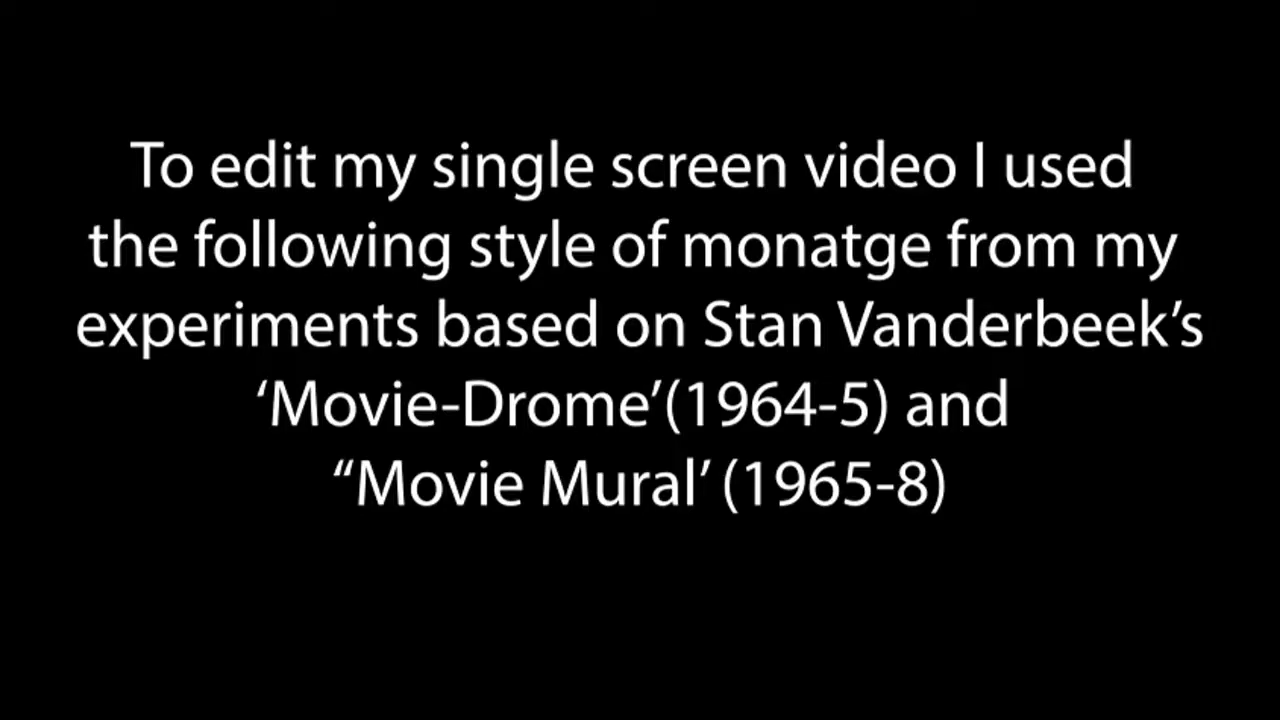 To edit my single screen video I used
the following style of monatge from my
experiments based on Stan Vanderbeek’s
‘Movie-Drome’(1964-5) and
“Movie Mural’ (1965-8)